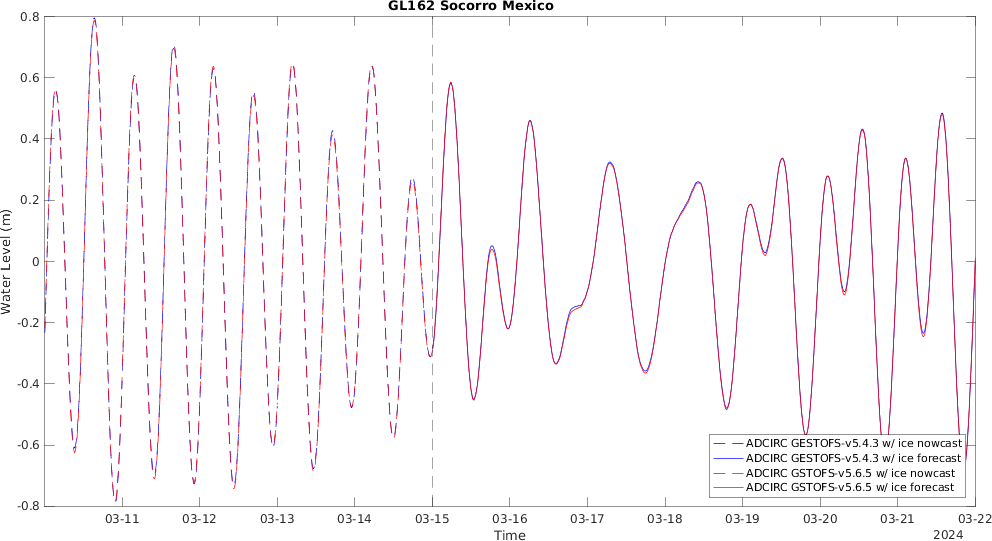 GL162 Socorro Mexico
0.8
0.6
0.4
0.2
0
-0.2
-0.4
-0.6
-0.8
Water Level (m)
03-11 03-12 03-13 03-14 03-15 03-16 03-17 03-18 03-19 03-20 03-21 03-22
Time
2024
ADCIRC GESTOFS-v5.4.3 w/ ice nowcast
ADCIRC GESTOFS-v5.4.3 w/ ice forecast
ADCIRC GSTOFS-v5.6.5 w/ ice nowcast
ADCIRC GSTOFS-v5.6.5 w/ ice forecast